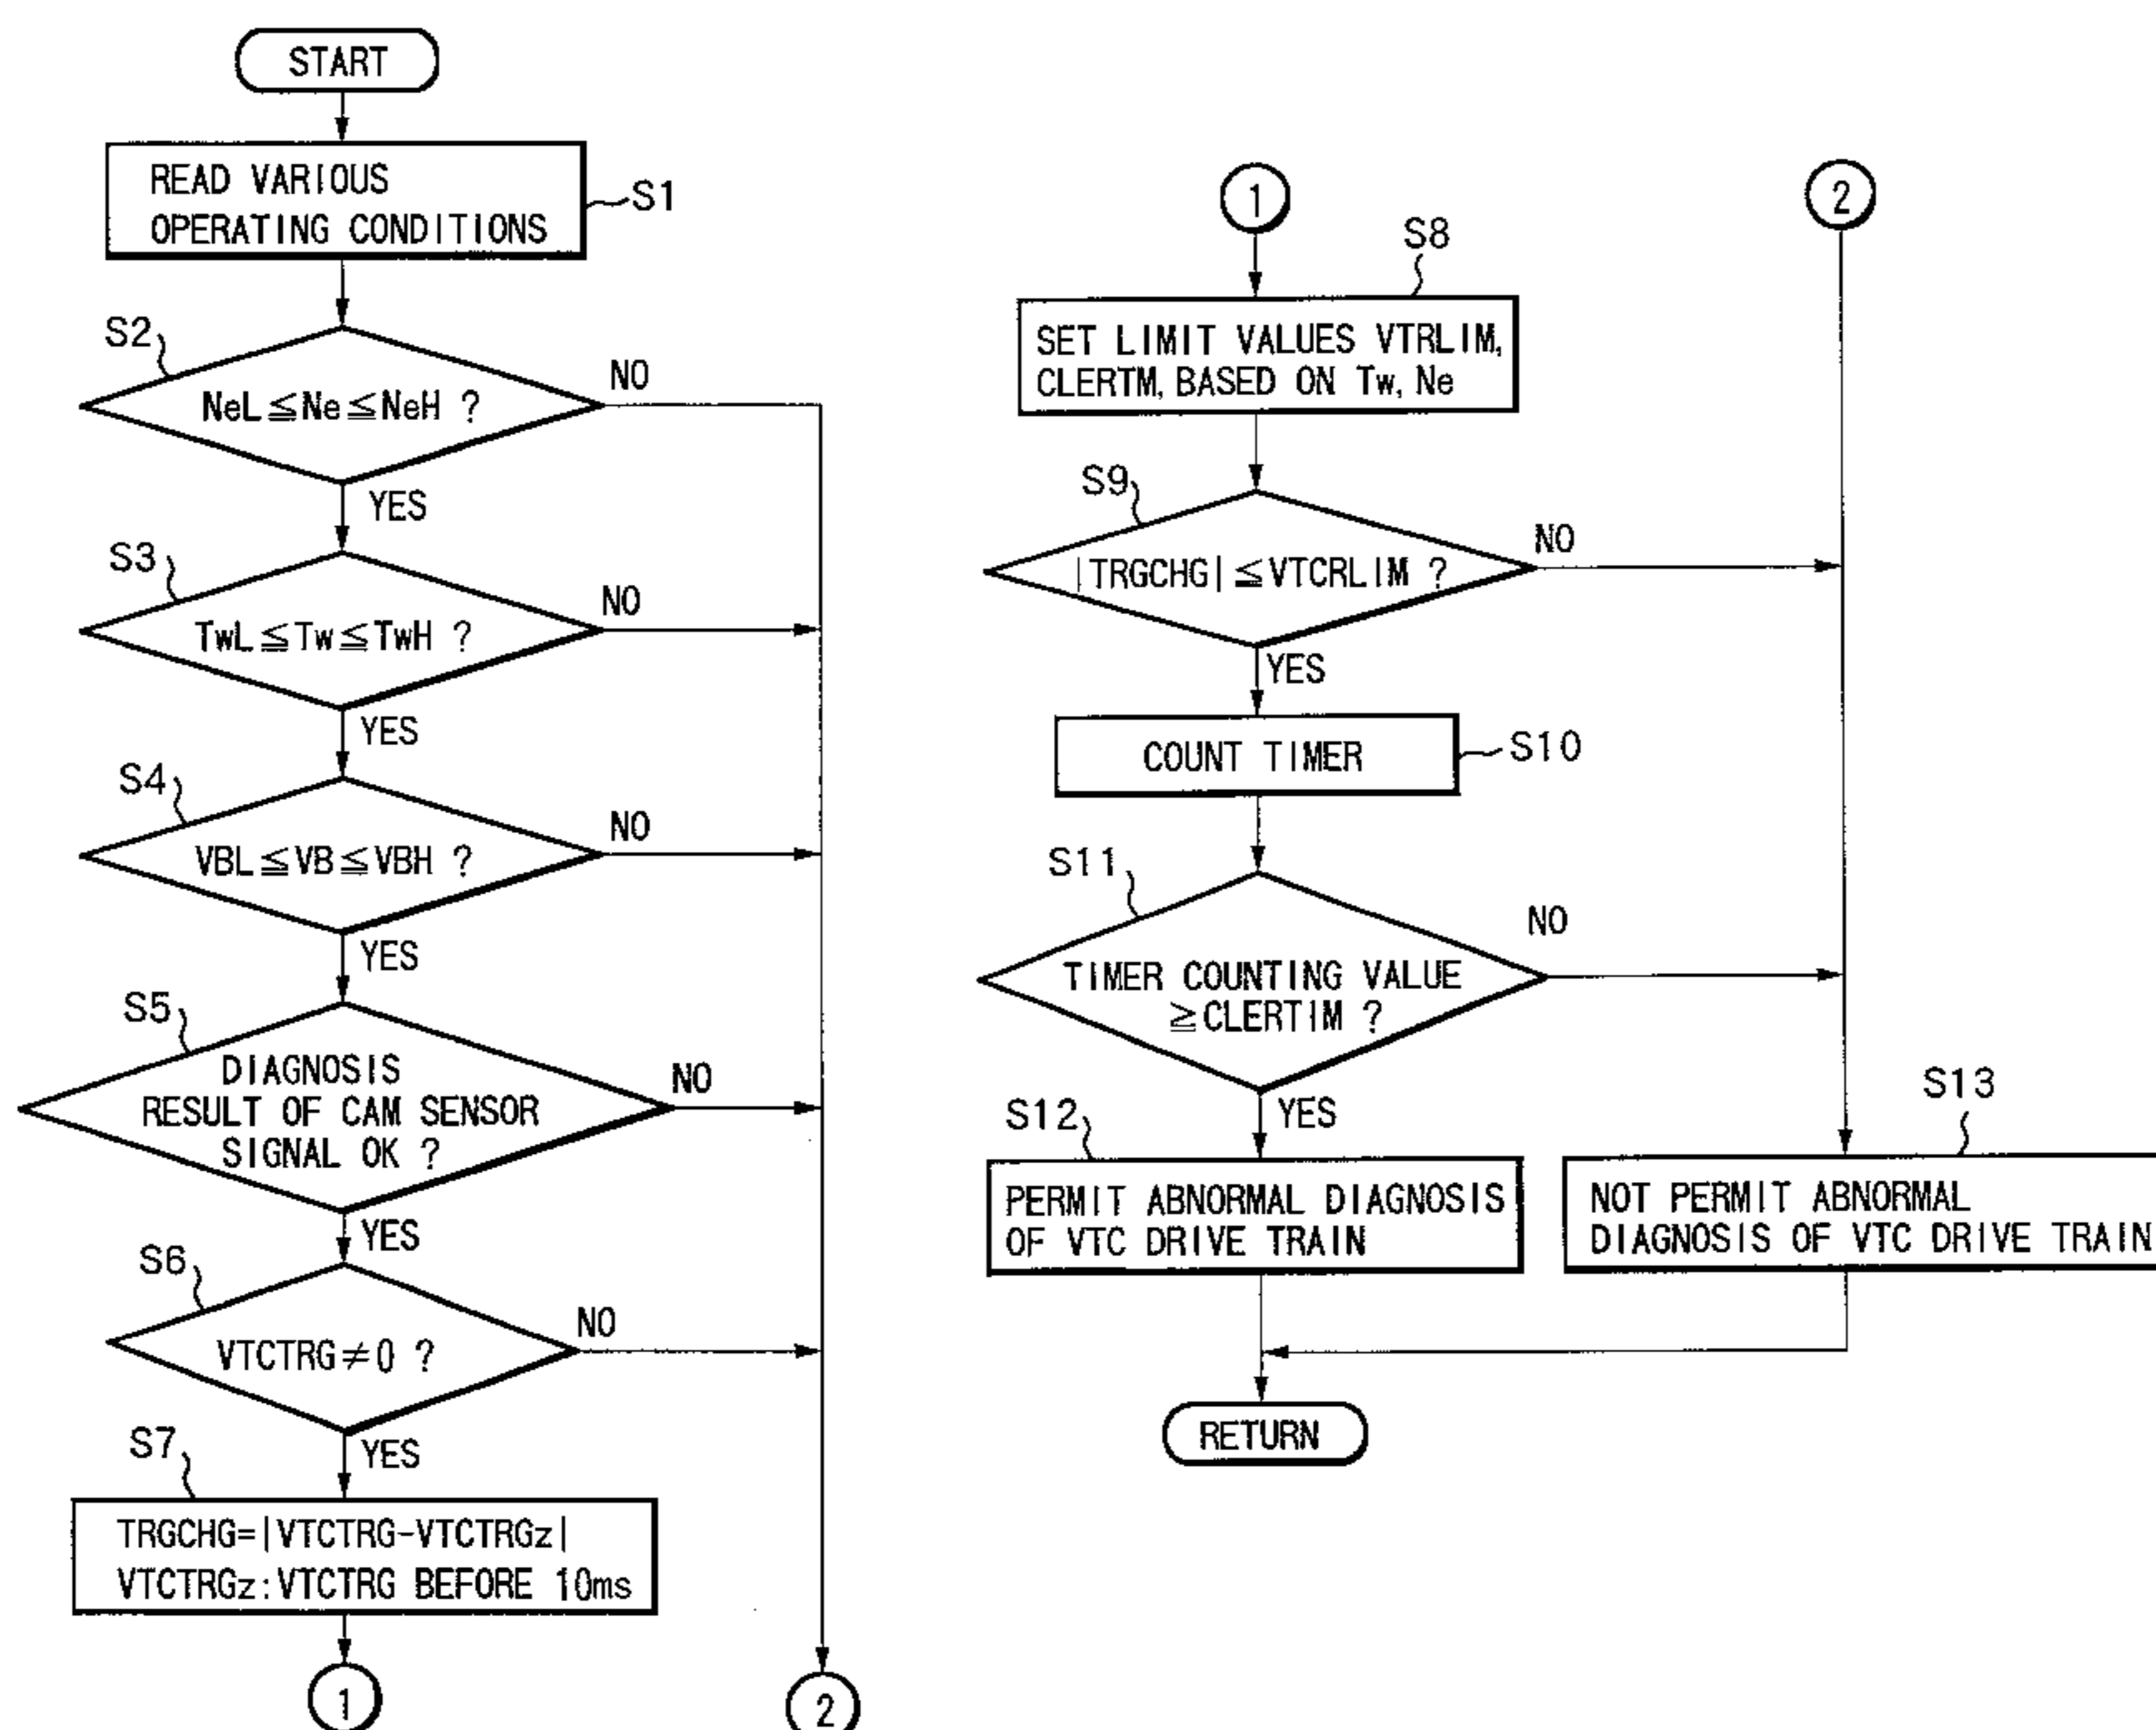 START
READ VARIOUS
OPERATING CONDITIONS
S1
S2
NeL≦Ne≦NeH ?
NO
YES
S3
TwL≦Tw≦TwH ?
NO
YES
S4
VBL≦VB≦VBH ?
NO
YES
S5
DIAGNOSIS
RESULT OF CAM SENSOR
SIGNAL OK ?
NO
YES
S6
VTCTRG≠0 ?
NO
YES
S7
TRGCHG=|VTCTRG-VTCTRGz|
VTCTRGz:VTCTRG BEFORE 10ms
1
2
1
2
S8
SET LIMIT VALUES VTRLIM,
CLERTM, BASED ON Tw, Ne
S9
|TRGCHG|≦VTCRLIM ?
NO
YES
COUNT TIMER
S10
S11
TIMER COUNTING VALUE
≧CLERTIM ?
NO
YES
S12
PERMIT ABNORMAL DIAGNOSIS
OF VTC DRIVE TRAIN
S13
NOT PERMIT ABNORMAL
DIAGNOSIS OF VTC DRIVE TRAIN
RETURN